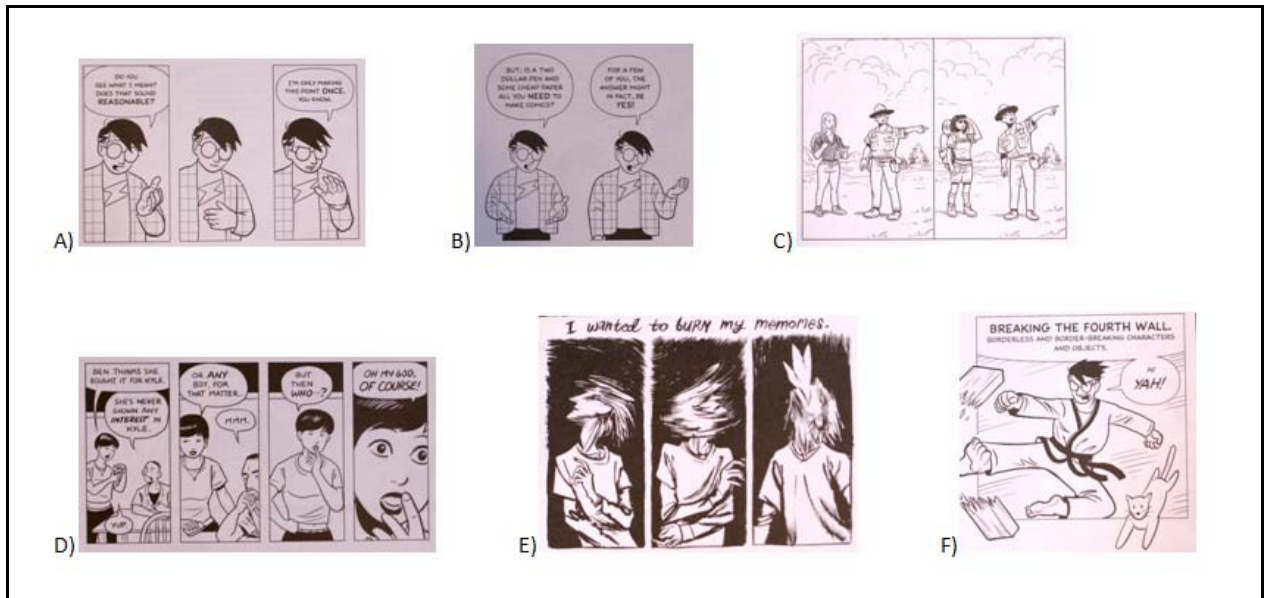 DO YOU
SEE WHAT I MEAN?
DOES THAT SOUND
REASONABLE?
I'M ONLY MAKING
THIS POINT ONCE,
YOU KNOW.
A)
BUT, IS A TWO
DOLLAR PEN AND
SOME CHEAP PAPER
ALL YOU NEED TO
MAKE COMICS?
FOR A FEW
OF YOU, THE
ANSWER MIGHT
IN FACT, BE
YES!
B)
C)
BEN THINKS SHE
BOUGHT IT FOR KYLE.
SHE'S NEVER
SHOWN ANY
INTEREST IN
KYLE.
YUP.
OR ANY
BOY, FOR
THAT MATTER.
MMM.
BUT
THEN
WHO--?
OH MY GOD.
OF COURSE!
D)
I wanted to buRN my memories.
E)
BREAKING THE FOURTH WALL.
BORDERLESS AND BORDER-BREAKING CHARACTERS
AND OBJECTS.
HI
YAH!
F)